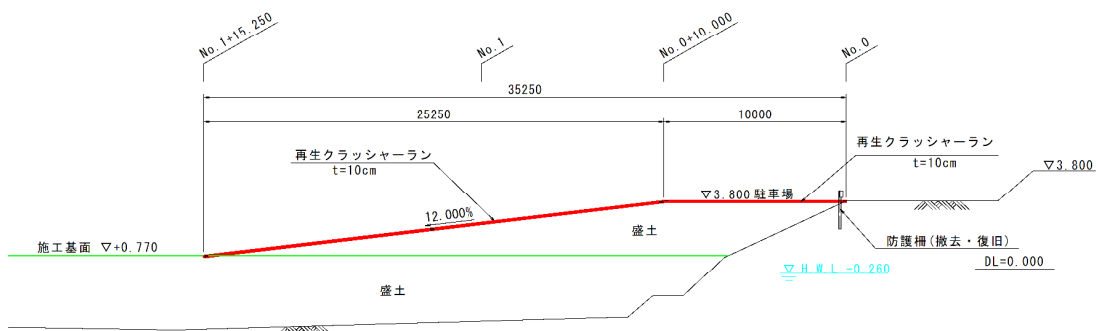 No.1+15.250
No.1
No.0+10.000
No.0
35250
25250
10000
再生クラッシャーラン
t=10cm
再生クラッシャーラン
t=10cm
▽3.800
▽3.800 駐車場
12.000%
盛土
施工基面 ▽+0.770
防護柵(撤去・復旧)
DL=0.000
▽ H W L -0.260
盛土